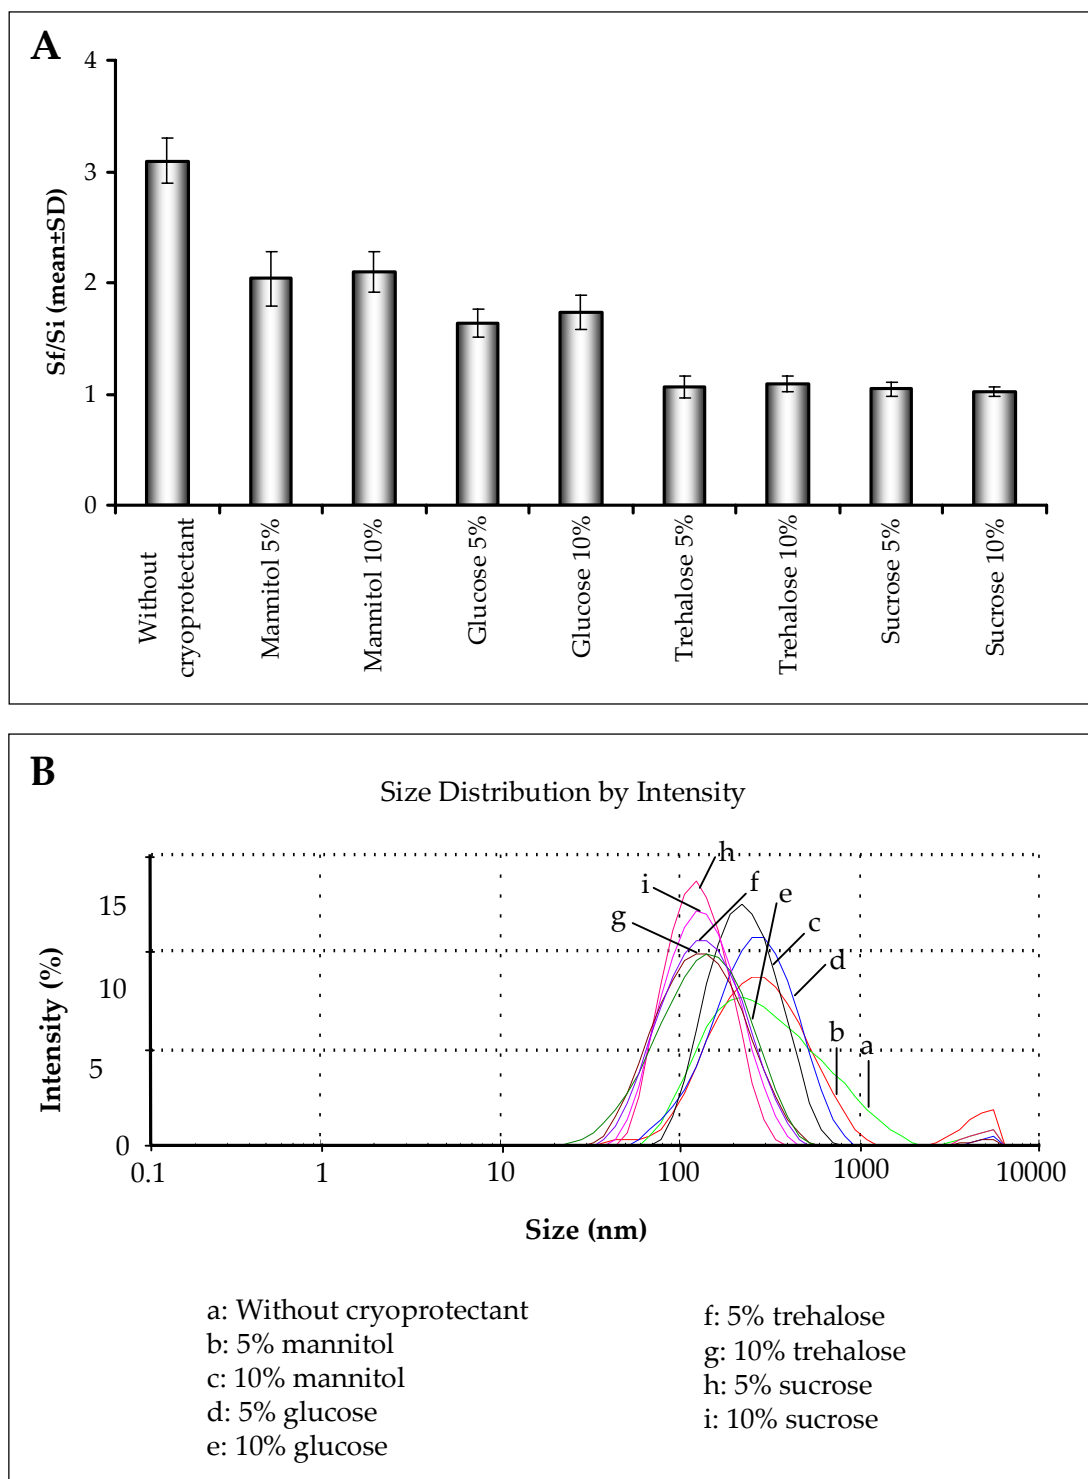 A
4
3
2
1
0
Sf/Si (mean±SD)
Without
cryoprotectant
Mannitol 5%
Mannitol 10%
Glucose 5%
Glucose 10%
Trehalose 5%
Trehalose 10%
Sucrose 5%
Sucrose 10%
B
Size Distribution by Intensity
h
i
f
e
g
c
d
b
a
15
10
5
0
Intensity (%)
0.1
1
10
100
1000
10000
Size (nm)
a: Without cryoprotectant
b: 5% mannitol
c: 10% mannitol
d: 5% glucose
e: 10% glucose
f: 5% trehalose
g: 10% trehalose
h: 5% sucrose
i: 10% sucrose